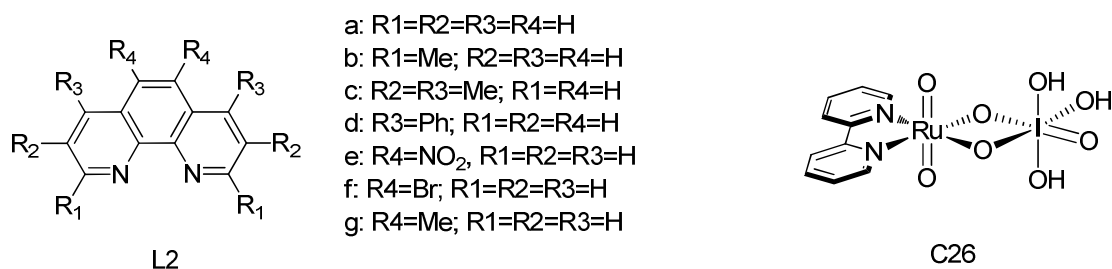 R4 R4
R3 R3
R2 R2
N N
R1 R1
L2
a: R1=R2=R3=R4=H
b: R1=Me; R2=R3=R4=H
c: R2=R3=Me; R1=R4=H
d: R3=Ph; R1=R2=R4=H
e: R4=NO2, R1=R2=R3=H
f: R4=Br; R1=R2=R3=H
g: R4=Me; R1=R2=R3=H
O OH
N O OH
Ru I
N O O
O OH
C26